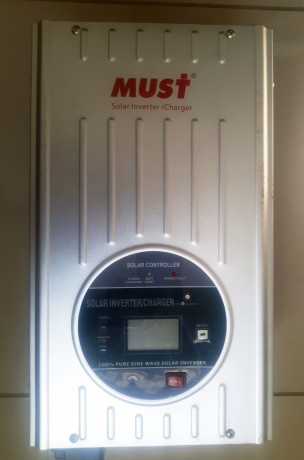 MUST®
Solar Inverter/Charger
SOLAR CONTROLLER
SOLAR INVERTER/CHARGER
100% PURE SINE WAVE SOLAR INVERTER